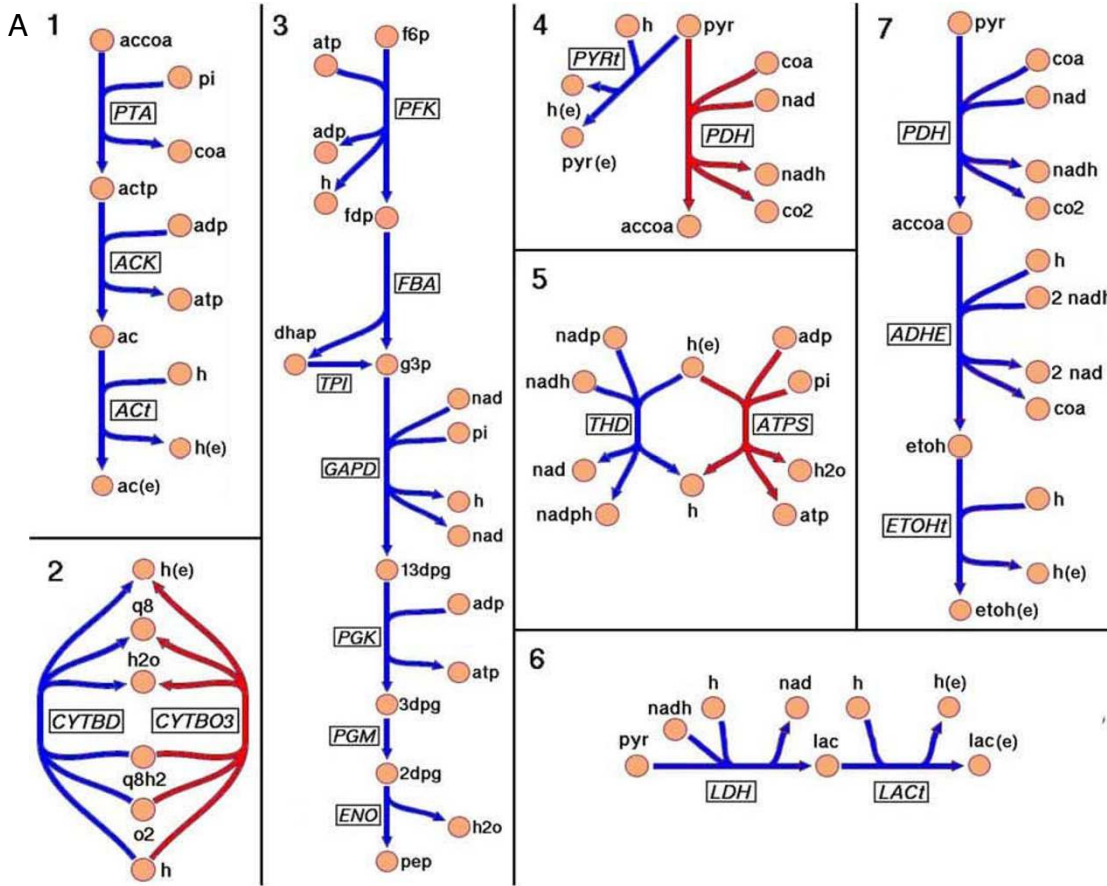 A
1
accoa
pi
PTA
coa
actp
adp
ACK
atp
ac
h
ACt
h(e)
ac(e)
2
h(e)
q8
h2o
CYTBD
CYTBO3
q8h2
o2
h
3
f6p
atp
PFK
adp
h
fdp
FBA
dhap
g3p
TPI
nad
pi
GAPD
h
nad
13dpg
adp
PGK
atp
3dpg
PGM
2dpg
ENO
h2o
pep
4
h
pyr
PYRt
coa
h(e)
nad
pyr(e)
PDH
nadh
accoa
co2
5
nadp
h(e)
adp
nadh
pi
THD
ATPS
nad
h2o
nadph
h
atp
6
nadh
h
nad
h
h(e)
pyr
lac
lac(e)
LDH
LACt
7
pyr
coa
nad
PDH
nadh
co2
accoa
h
2 nadh
ADHE
2 nad
coa
etoh
h
ETOHt
h(e)
etoh(e)